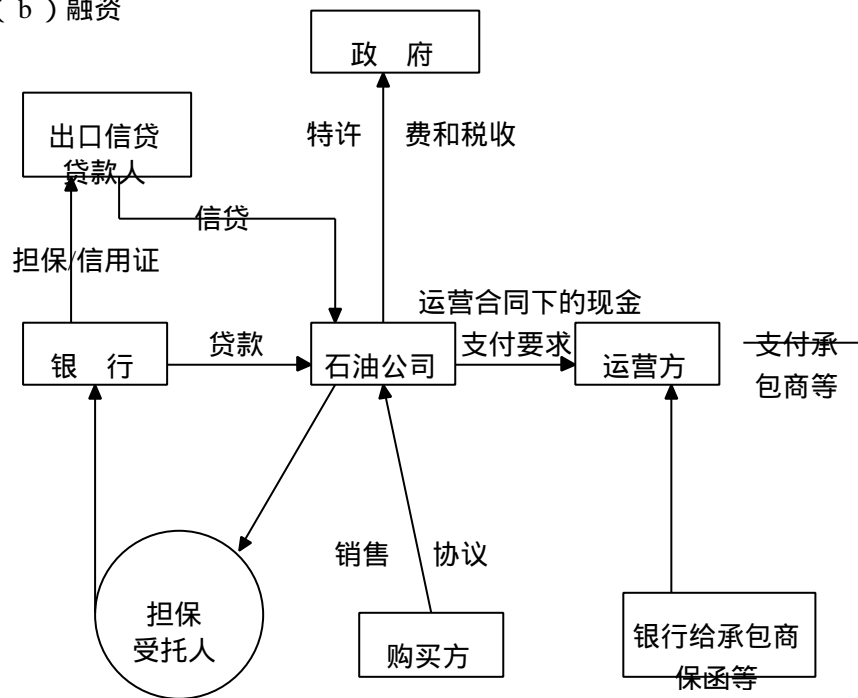 （b）融资
政 府
出口信贷
贷款人
特许 费和税收
信贷
担保/信用证
运营合同下的现金
支付要求
银 行
贷款
石油公司
运营方
支付承
包商等
销售 协议
担保
受托人
购买方
银行给承包商
保函等